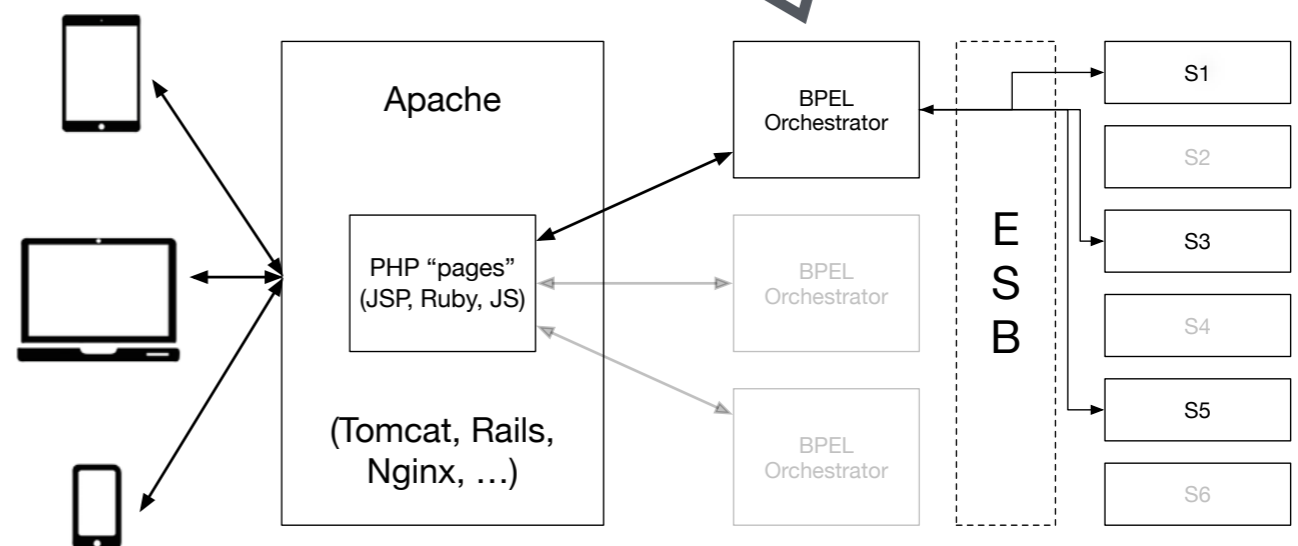 Apache
PHP “pages”
(JSP, Ruby, JS)
(Tomcat, Rails,
Nginx, …)
BPEL
Orchestrator
BPEL
Orchestrator
BPEL
Orchestrator
E
S
B
S1
S2
S3
S4
S5
S6